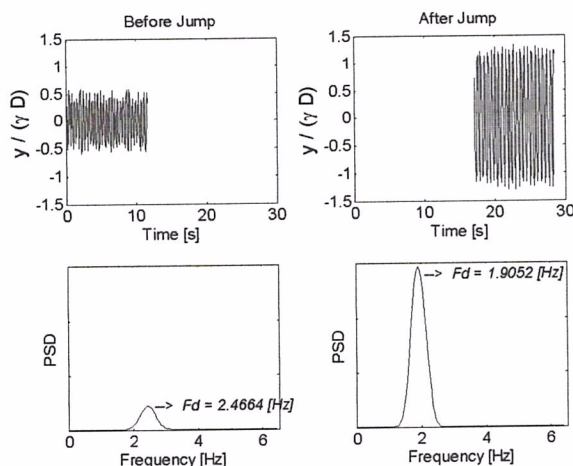 Before Jump
1.5
1
0.5
0
-0.5
-1
-1.5
y / (γ D)
0 10 20 30
Time [s]
After Jump
1.5
1
0.5
0
-0.5
-1
-1.5
y / (γ D)
0 10 20 30
Time [s]
PSD
--> Fd = 2.4664 [Hz]
0 2 4 6
Frequency [Hz]
PSD
--> Fd = 1.9052 [Hz]
0 2 4 6
Frequency [Hz]